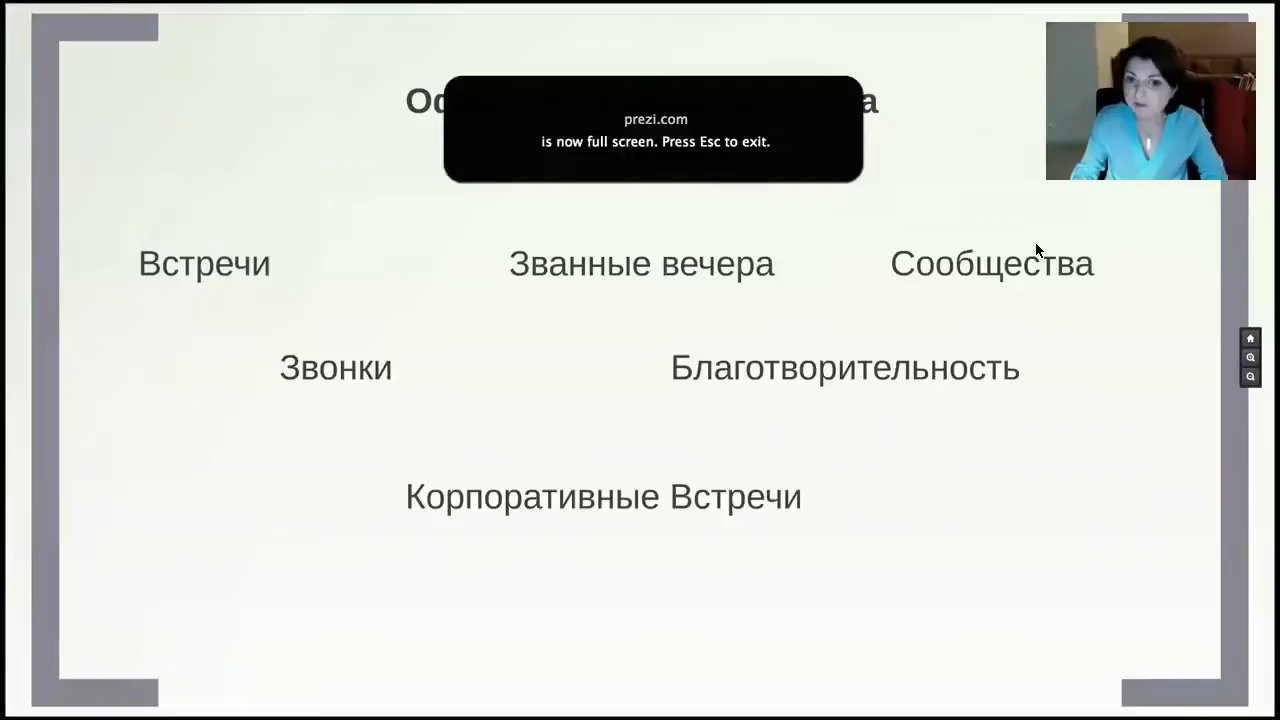 prezi.com
is now full screen. Press Esc to exit.
Встречи
Званные вечера
Сообщества
Звонки
Благотворительность
Корпоративные Встречи